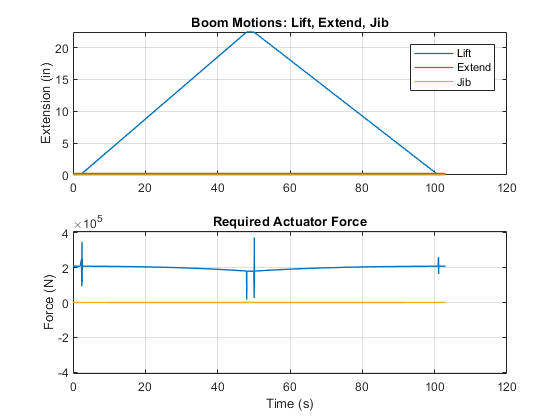 Boom Motions: Lift, Extend, Jib
Extension (in)
20
15
10
5
0
Lift
Extend
Jib
0 20 40 60 80 100 120
Required Actuator Force
×10^5
Force (N)
4
2
0
-2
-4
0 20 40 60 80 100 120
Time (s)